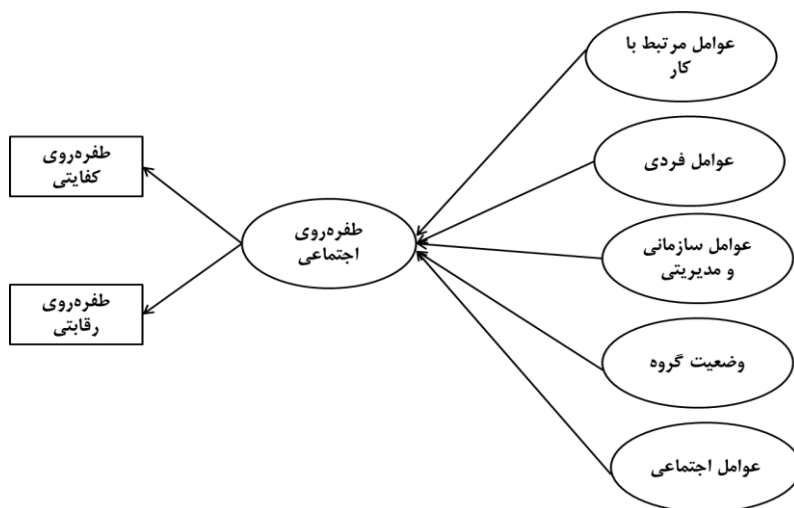 عوامل مرتبط با
کار
عوامل فردی
عوامل سازمانی
و مدیریتی
وضعیت گروه
عوامل اجتماعی
طفره‌روی
اجتماعی
طفره‌روی
کفایتی
طفره‌روی
رقابتی